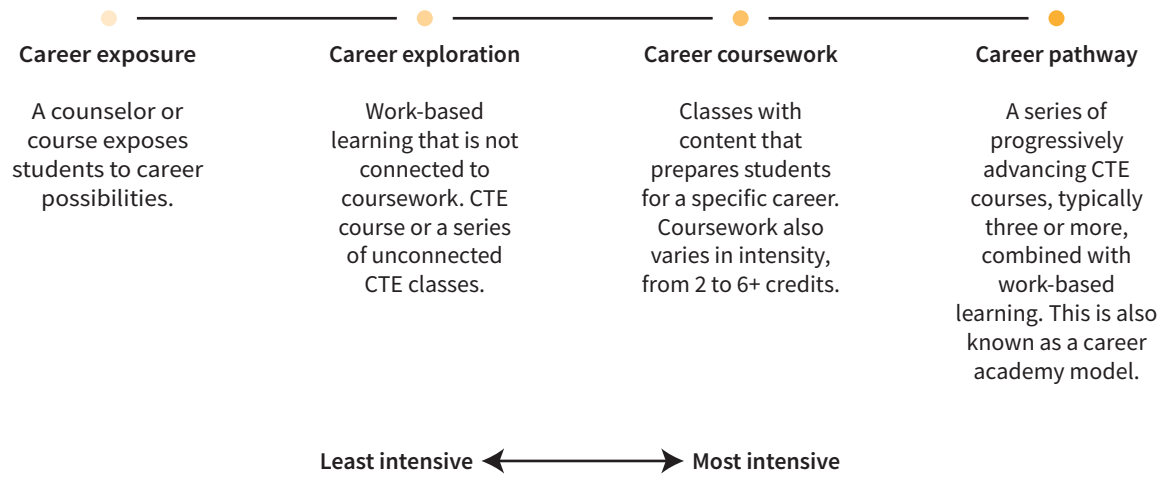 Career exposure
A counselor or
course exposes
students to career
possibilities.
Career exploration
Work-based
learning that is not
connected to
coursework. CTE
course or a series
of unconnected
CTE classes.
Career coursework
Classes with
content that
prepares students
for a specific career.
Coursework also
varies in intensity,
from 2 to 6+ credits.
Career pathway
A series of
progressively
advancing CTE
courses, typically
three or more,
combined with
work-based
learning. This is also
known as a career
academy model.
Least intensive
Most intensive